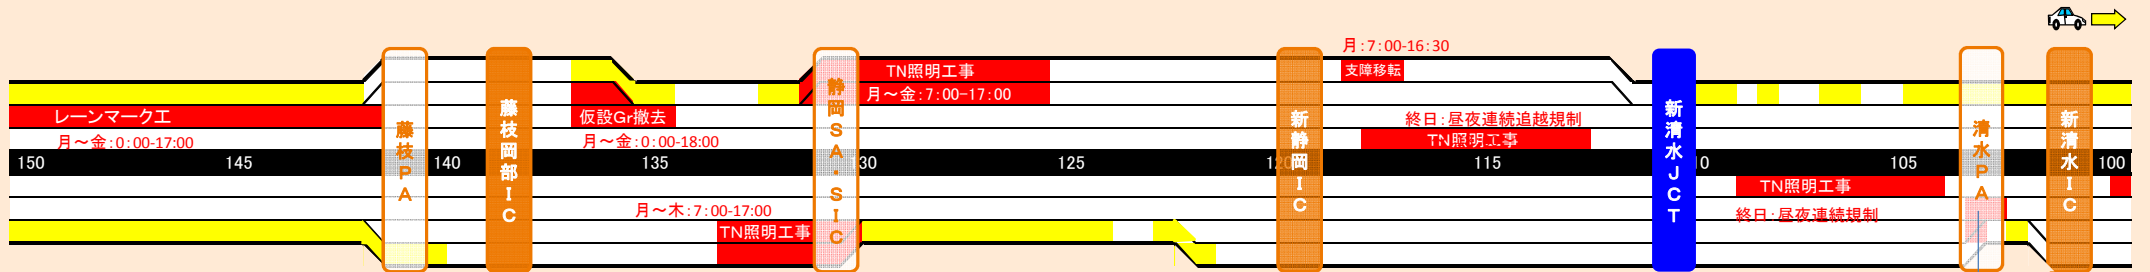 月：7:00-16:30
TN照明工事
支障移転
月～金：7:00-17:00
レーンマーク工
仮設Gr撤去
終日：昼夜連続追越規制
月～金：0:00-17:00
月～金：0:00-18:00
TN照明工事
150
145
140
135
130
125
120
115
105
100
藤枝PA
藤枝岡部IC
静岡SA・SIC
新静岡IC
新清水JCT
清水PA
新清水IC
TN照明工事
月～木：7:00-17:00
終日：昼夜連続規制
TN照明工事